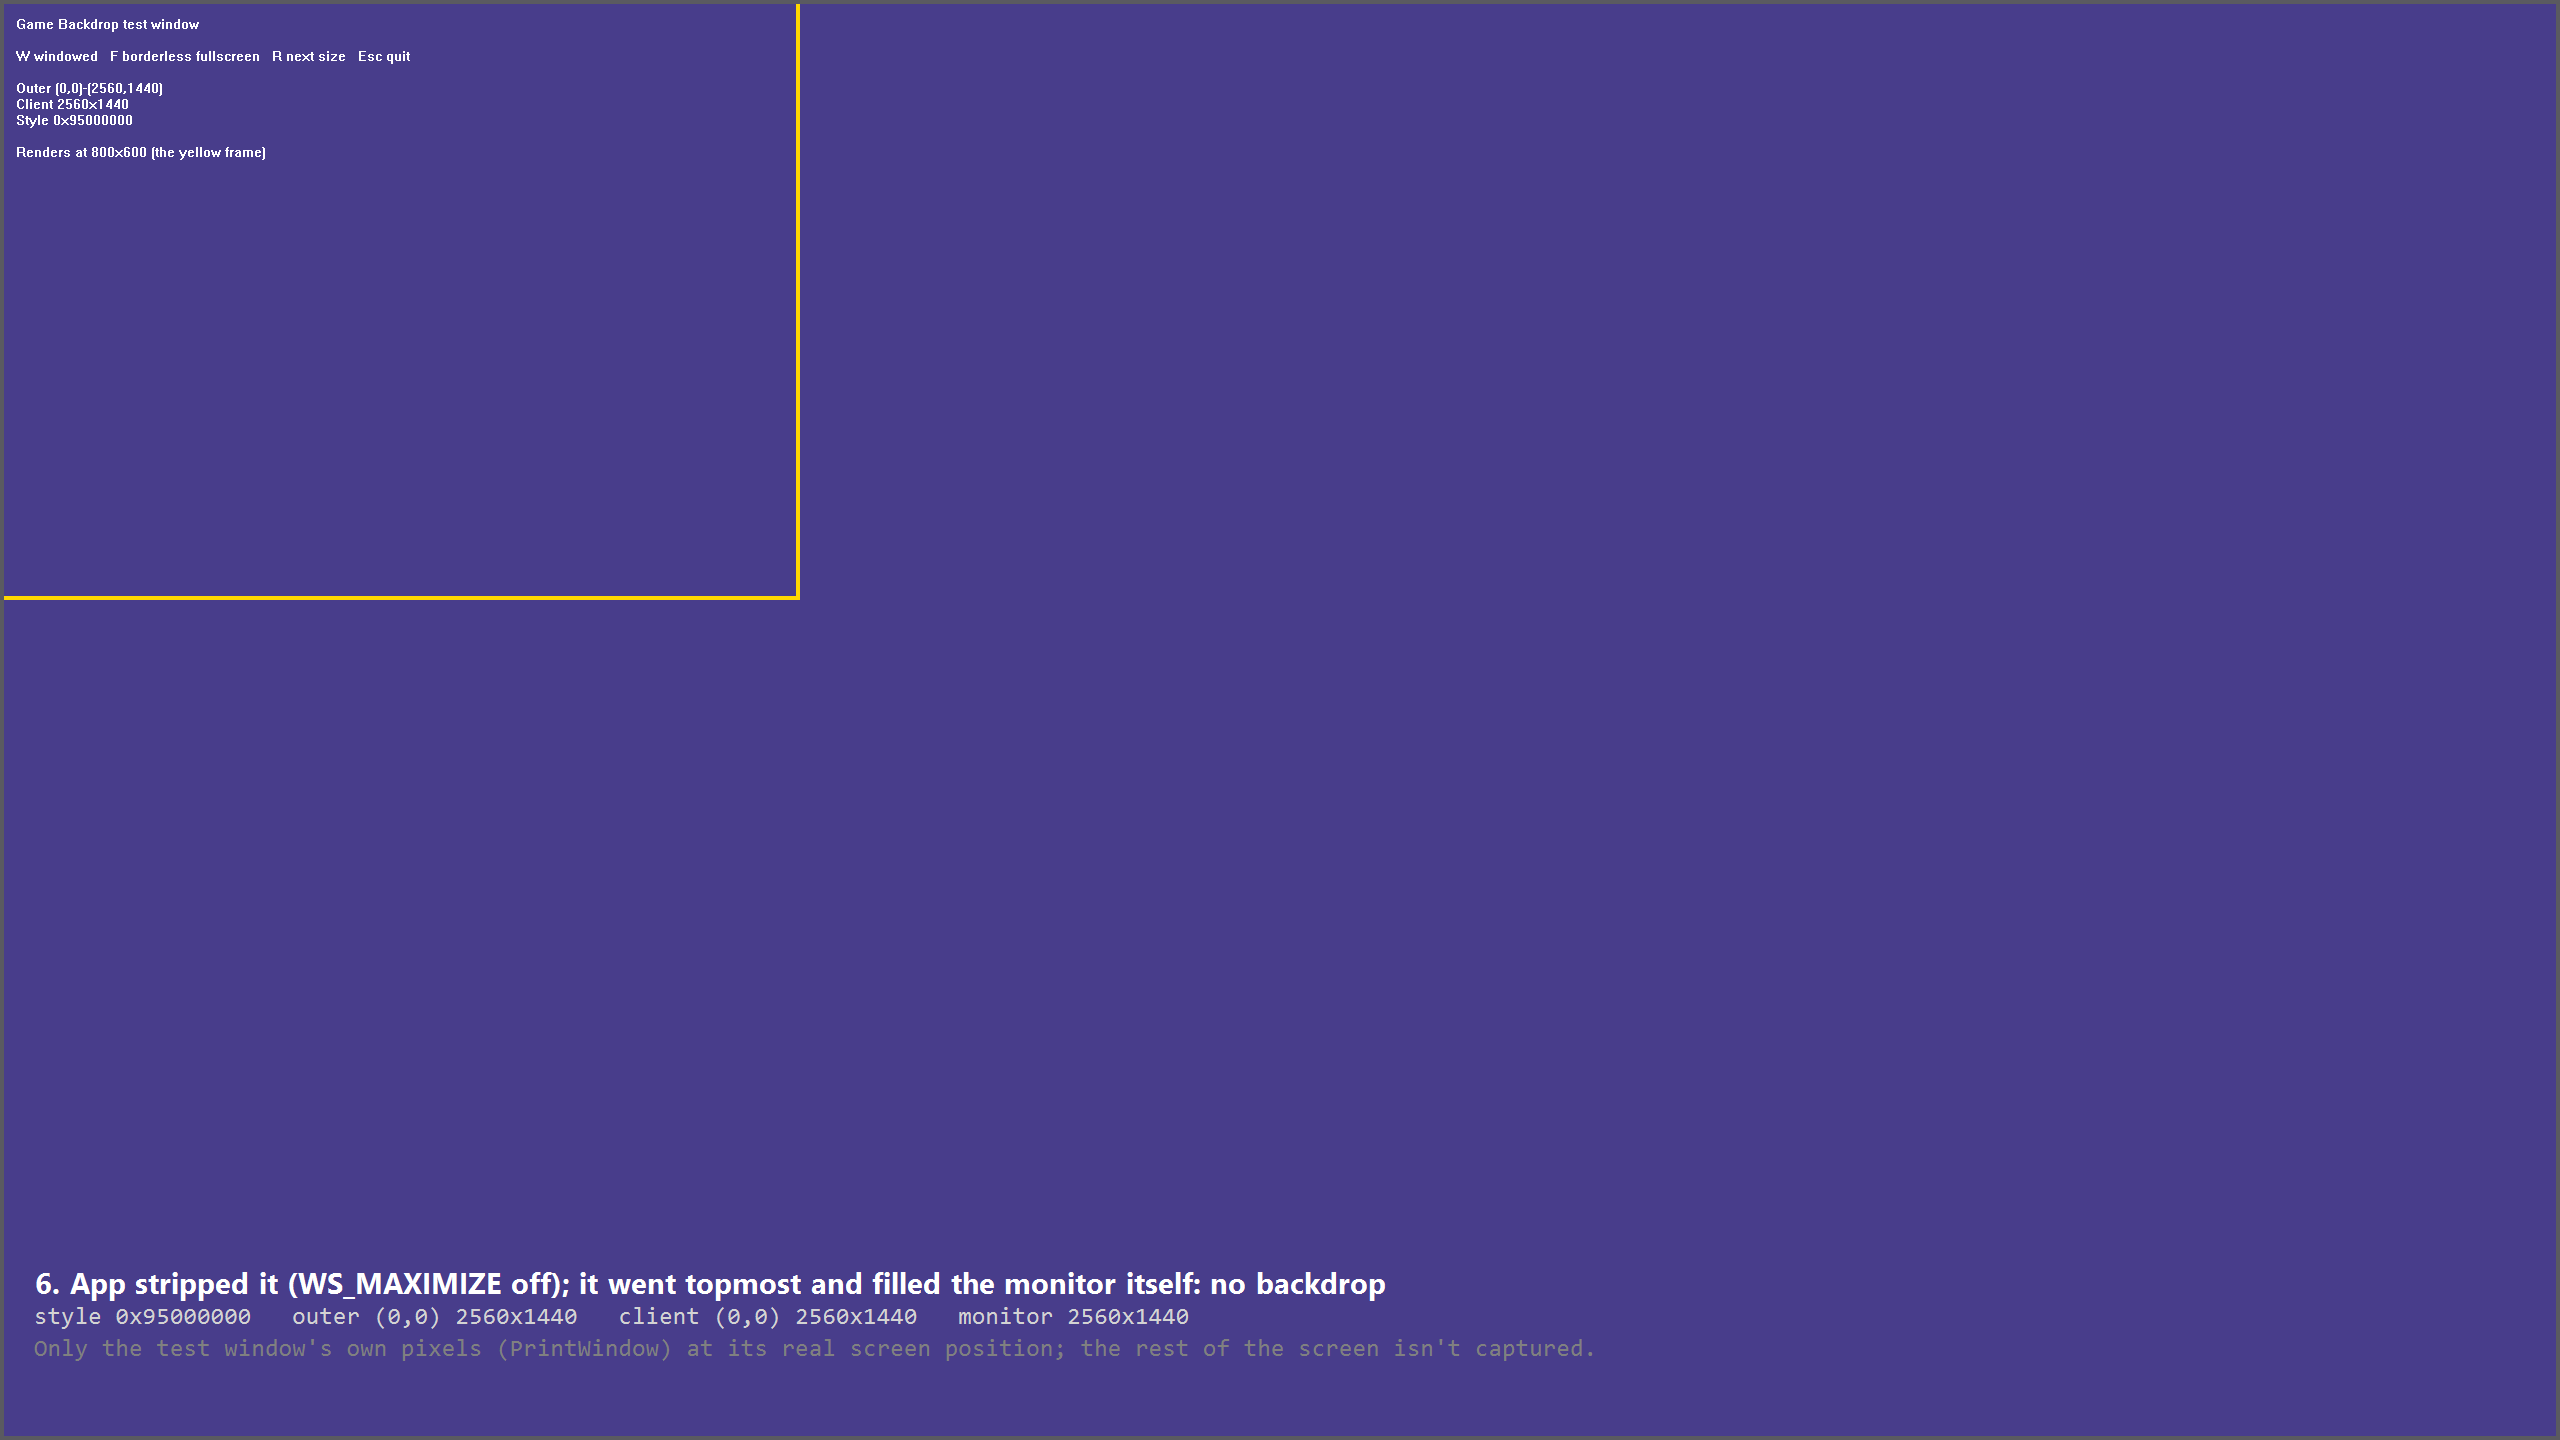 Game Backdrop test window
W windowed   F borderless fullscreen   R next size   Esc quit
Outer (0,0)-(2560,1440)
Client 2560x1440
Style 0x95000000
Renders at 800x600 (the yellow frame)
6. App stripped it (WS_MAXIMIZE off); it went topmost and filled the monitor itself: no backdrop
style 0x95000000   outer (0,0) 2560x1440   client (0,0) 2560x1440   monitor 2560x1440
Only the test window's own pixels (PrintWindow) at its real screen position; the rest of the screen isn't captured.